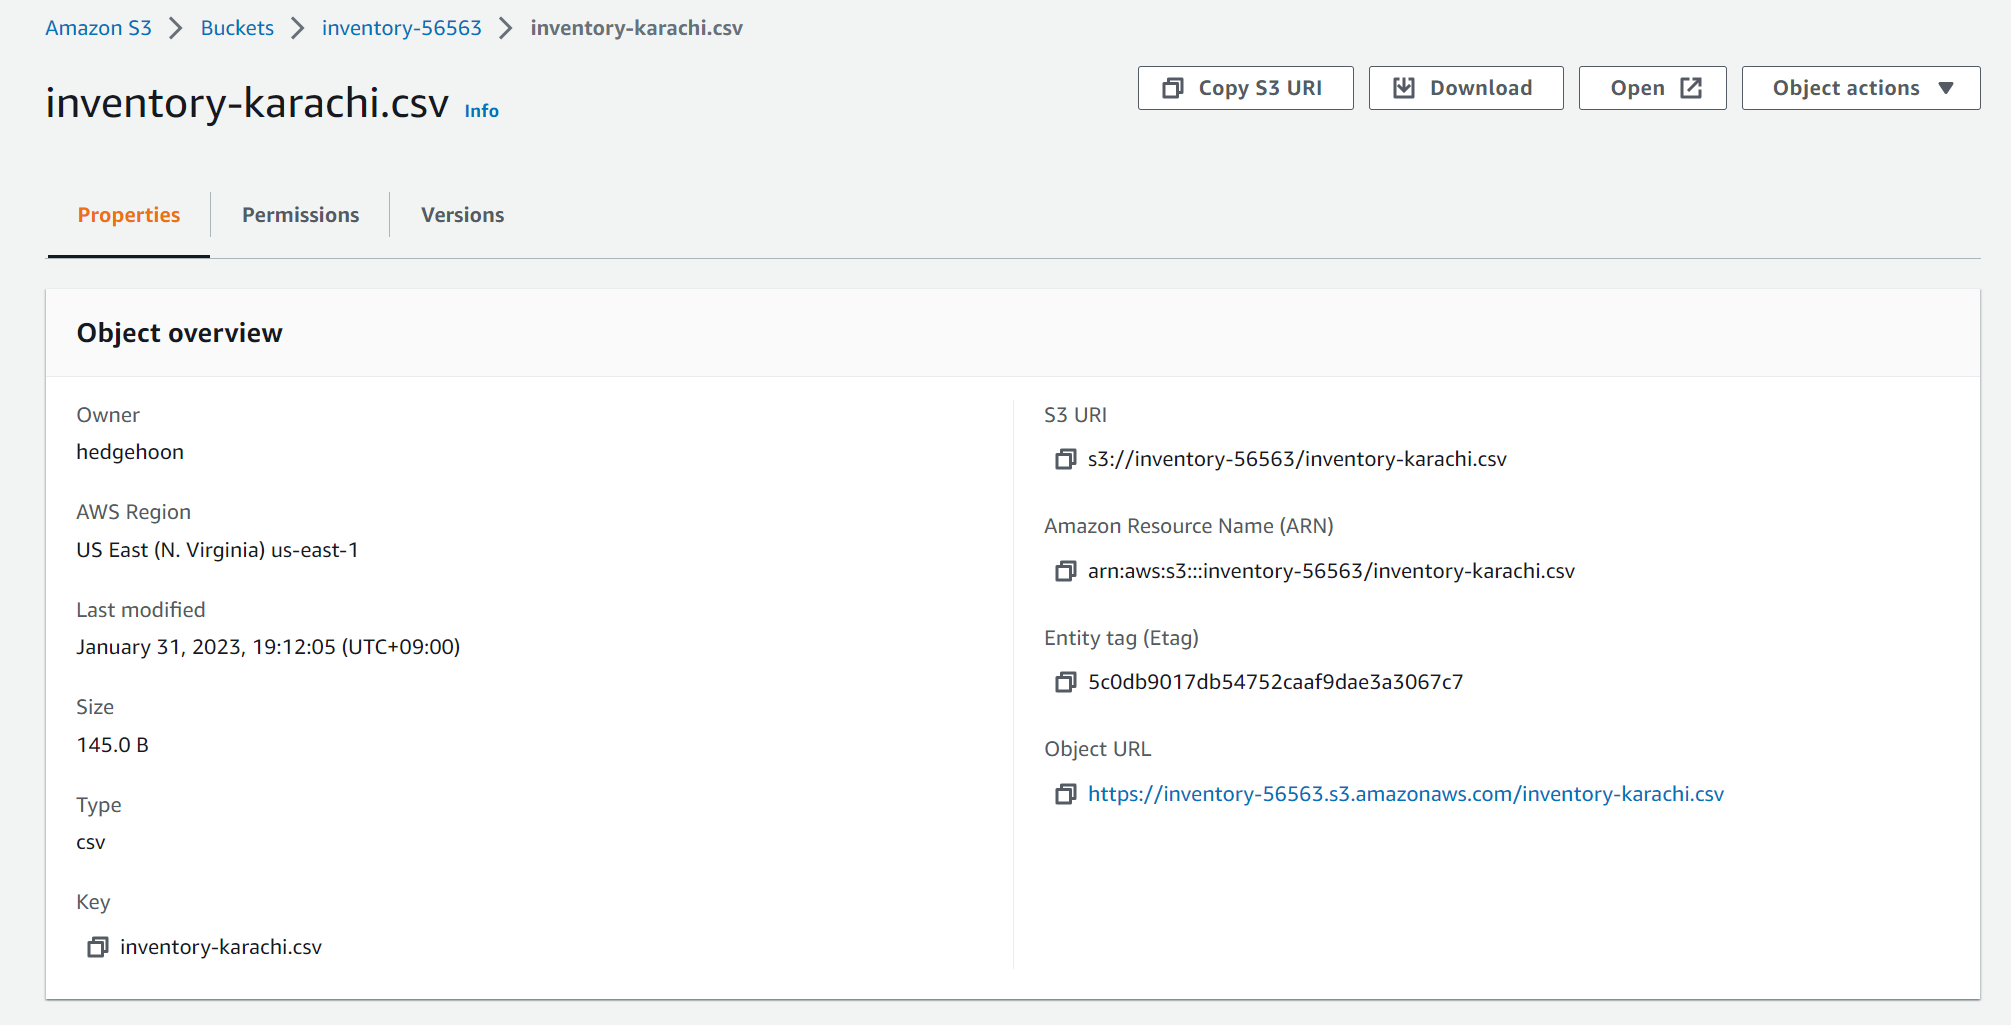 Amazon S3 > Buckets > inventory-56563 > inventory-karachi.csv
inventory-karachi.csv Info
Copy S3 URI Download Open Object actions
Properties Permissions Versions
Object overview
Owner
hedgehoon
AWS Region
US East (N. Virginia) us-east-1
Last modified
January 31, 2023, 19:12:05 (UTC+09:00)
Size
145.0 B
Type
csv
Key
inventory-karachi.csv
S3 URI
s3://inventory-56563/inventory-karachi.csv
Amazon Resource Name (ARN)
arn:aws:s3:::inventory-56563/inventory-karachi.csv
Entity tag (Etag)
5c0db9017db54752caaf9dae3a3067c7
Object URL
https://inventory-56563.s3.amazonaws.com/inventory-karachi.csv